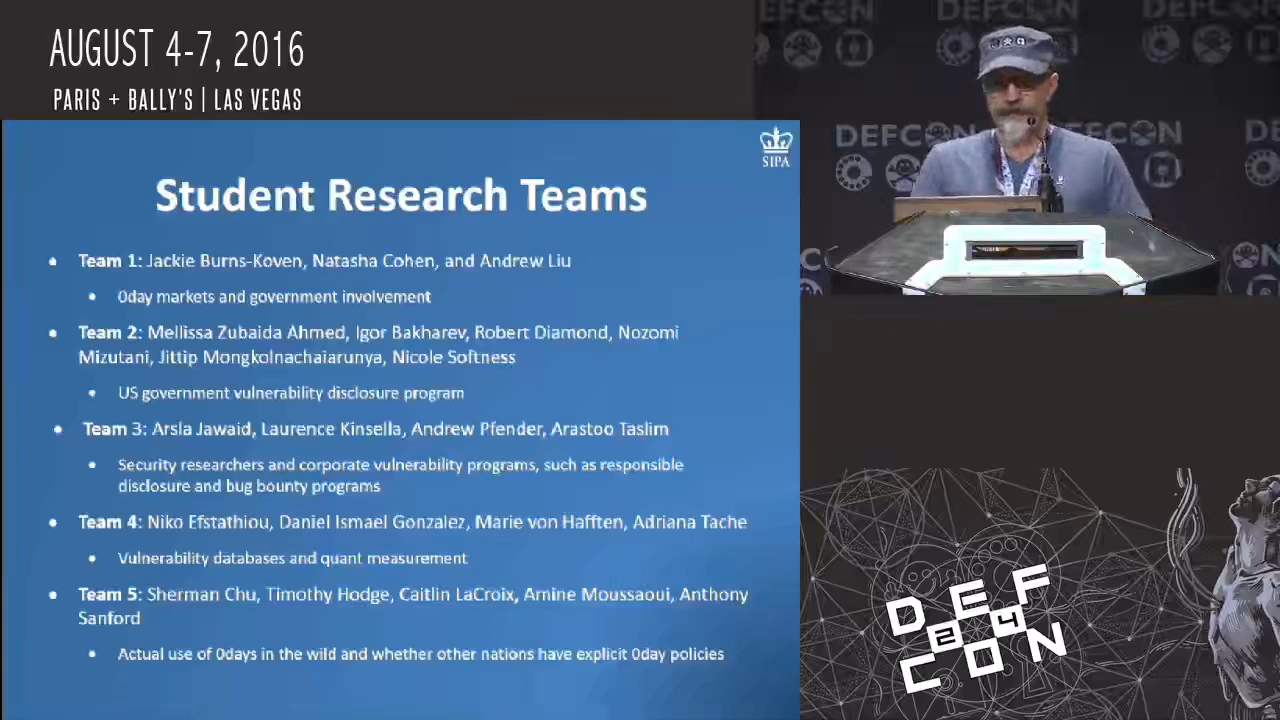 AUGUST 4-7, 2016
PARIS + BALLY'S | LAS VEGAS
SIPA
Student Research Teams
• Team 1: Jackie Burns-Koven, Natasha Cohen, and Andrew Liu
• 0day markets and government involvement
• Team 2: Mellissa Zubaida Ahmed, Igor Bakharev, Robert Diamond, Nozomi
Mizutani, Jittip Mongkolnachaiarunya, Nicole Softness
• US government vulnerability disclosure program
• Team 3: Arsla Jawaid, Laurence Kinsella, Andrew Pfender, Arastoo Taslim
• Security researchers and corporate vulnerability programs, such as responsible
disclosure and bug bounty programs
• Team 4: Niko Efstathiou, Daniel Ismael Gonzalez, Marie von Hafften, Adriana Tache
• Vulnerability databases and quant measurement
• Team 5: Sherman Chu, Timothy Hodge, Caitlin LaCroix, Amine Moussaoui, Anthony
Sanford
• Actual use of 0days in the wild and whether other nations have explicit 0day policies
DEFCON
DEFCON
DEFCON
DEFCON
DEFCON
DE
DEF
24
CON